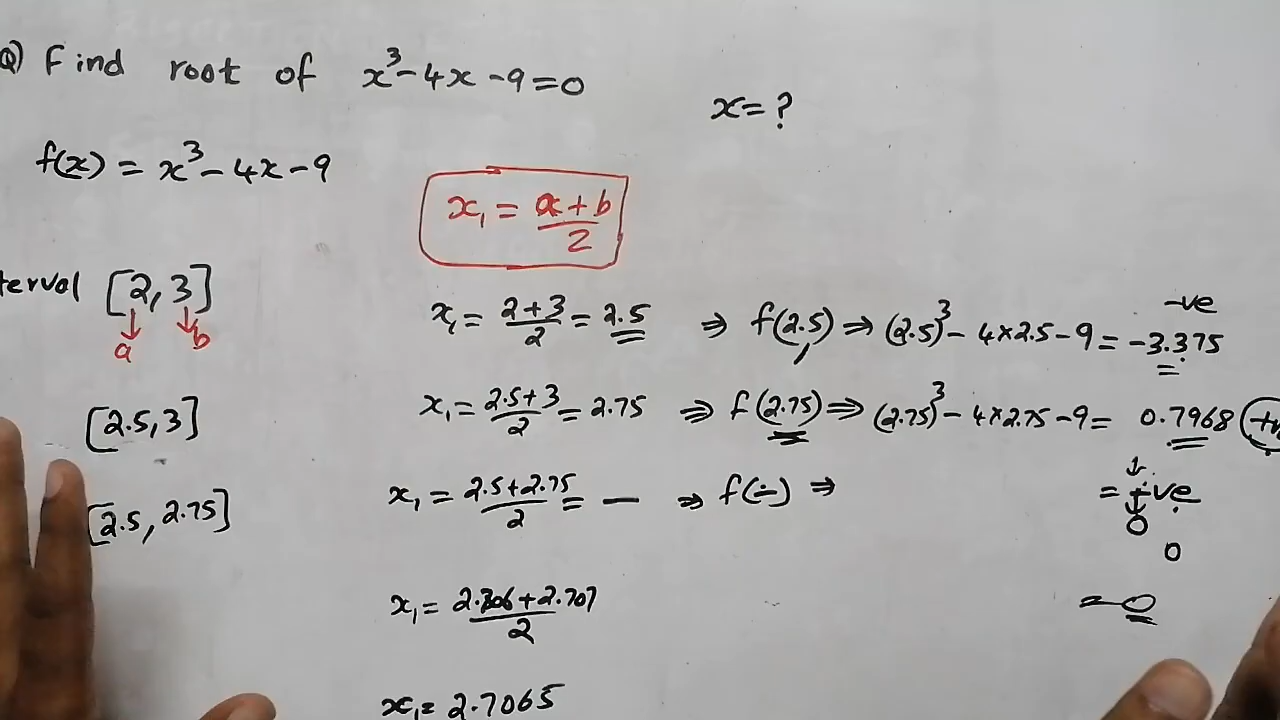 Q) Find root of x³-4x-9=0
x=?
f(x) = x³-4x-9
x₁ = a+b/2
terval [2,3]
a b
x₁ = 2+3/2 = 2.5 ⇒ f(2.5) ⇒ (2.5)³-4×2.5-9 = -3.375
-ve
[2.5,3]
x₁ = 2.5+3/2 = 2.75 ⇒ f(2.75) ⇒ (2.75)³-4×2.75-9 = 0.7968
[2.5, 2.75]
x₁ = 2.5+2.75/2 = — ⇒ f(÷) ⇒ = +ve
0
0
x₁ = 2.706+2.707/2
=0
x₁= 2.7065